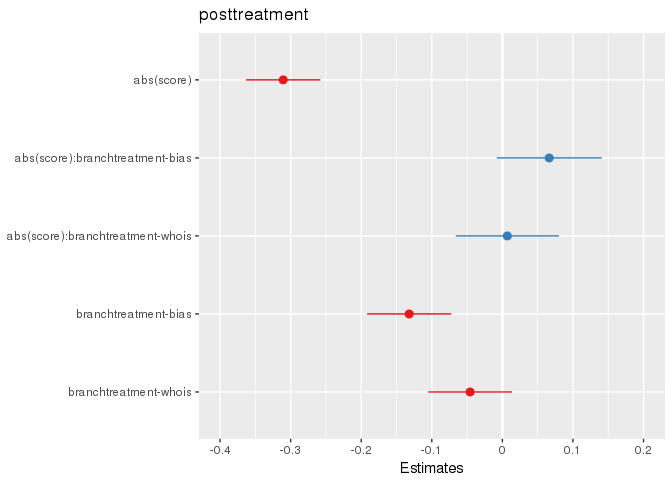 posttreatment
abs(score)
abs(score):branchtreatment-bias
abs(score):branchtreatment-whois
branchtreatment-bias
branchtreatment-whois
-0.4 -0.3 -0.2 -0.1 0 0.1 0.2
Estimates